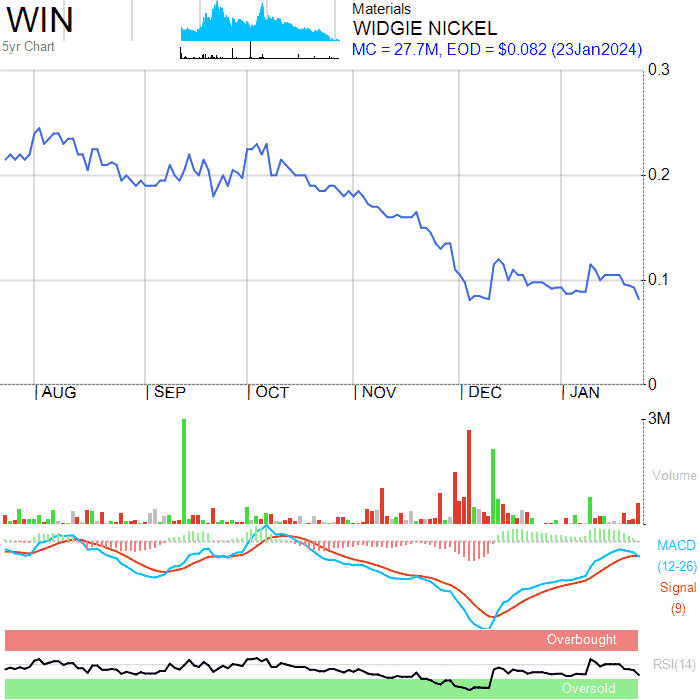 WIN
5yr Chart
Materials
WIDGIE NICKEL
MC = 27.7M, EOD = $0.082 (23Jan2024)
0.3
0.2
0.1
0
AUG SEP OCT NOV DEC JAN
3M
Volume
MACD
(12-26)
Signal
(9)
Overbought
RSI(14)
Oversold